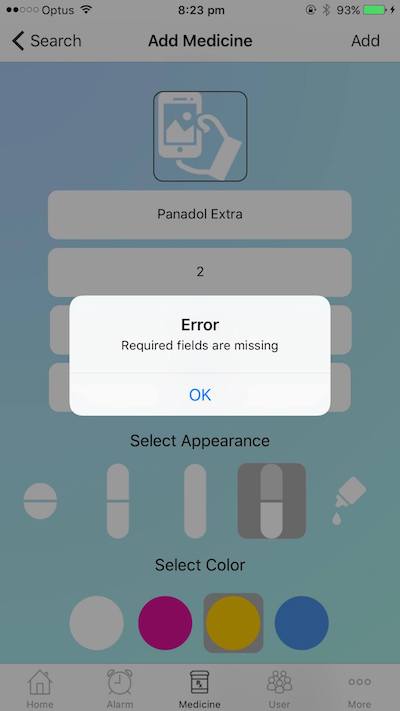 Optus 8:23 pm 93%
Search Add Medicine Add
Panadol Extra
2
Error
Required fields are missing
OK
Select Appearance
Select Color
Home Alarm Medicine User More